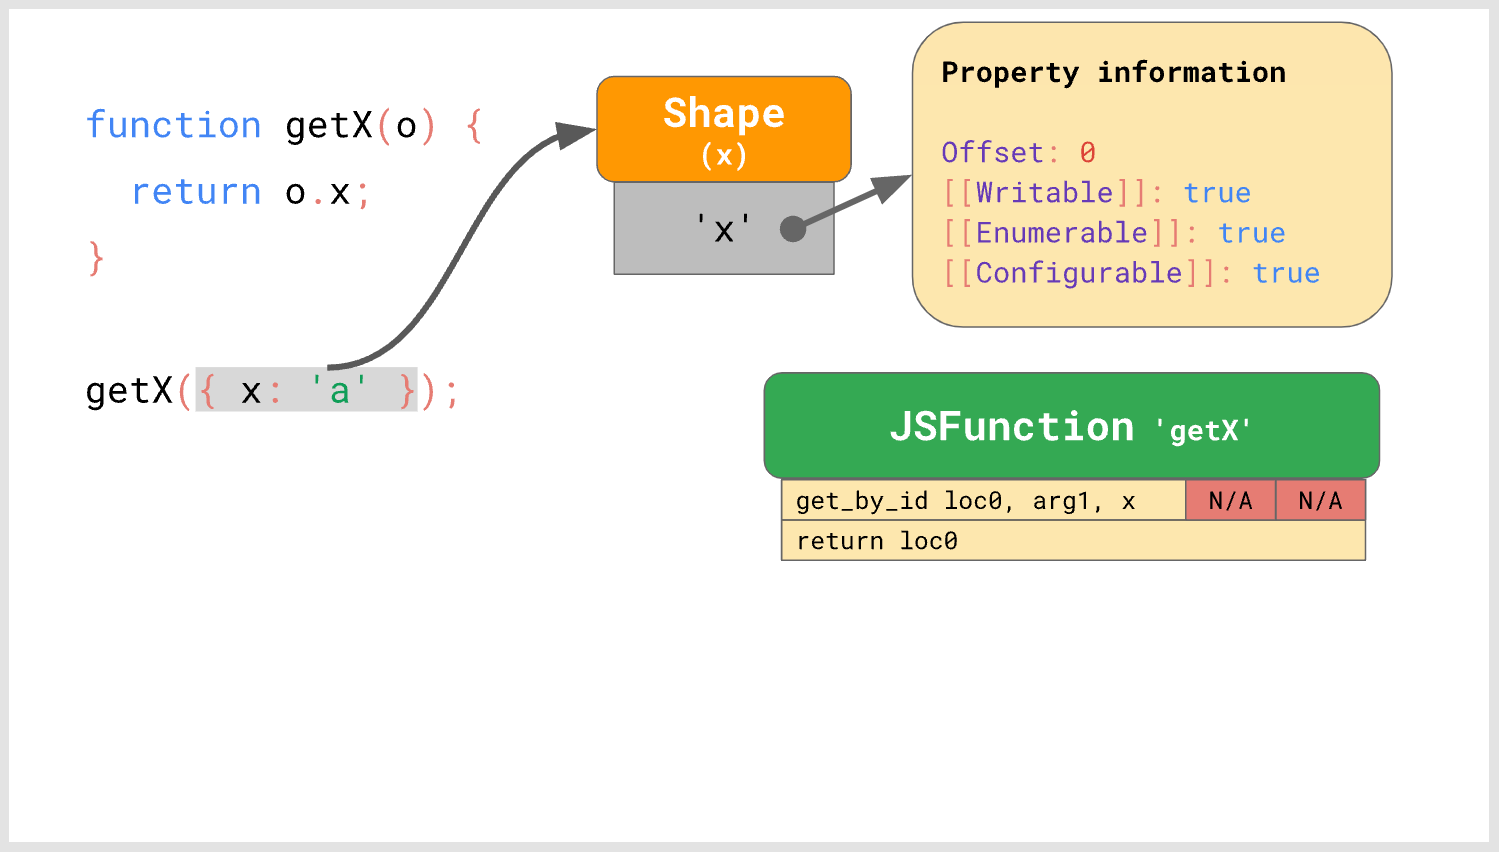 function getX(o) {
  return o.x;
}
getX({ x: 'a' });
Shape
(x)
'x'
Property information
Offset: 0
[[Writable]]: true
[[Enumerable]]: true
[[Configurable]]: true
JSFunction 'getX'
get_by_id loc0, arg1, x N/A N/A
return loc0